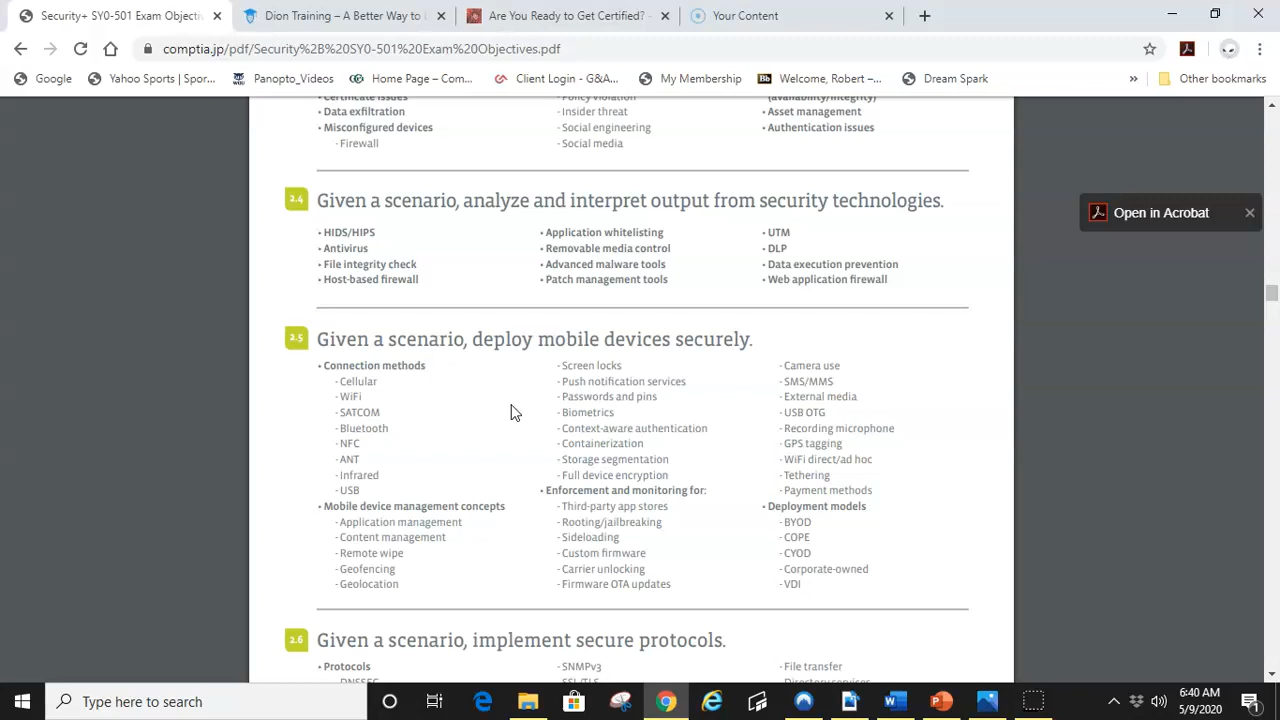 Security+ SY0-501 Exam Objecti
Dion Training – A Better Way to L
Are You Ready to Get Certified? -
Your Content
comptia.jp/pdf/Security%2B%20SY0-501%20Exam%20Objectives.pdf
Google
Yahoo Sports | Spor...
Panopto_Videos
Home Page – Com...
Client Login - G&A...
My Membership
Welcome, Robert –...
Dream Spark
»
Other bookmarks
• Certificate issues
• Data exfiltration
• Misconfigured devices
- Firewall
- Policy violation
- Insider threat
- Social engineering
- Social media
(availability/integrity)
• Asset management
• Authentication issues
2.4 Given a scenario, analyze and interpret output from security technologies.
• HIDS/HIPS
• Antivirus
• File integrity check
• Host-based firewall
• Application whitelisting
• Removable media control
• Advanced malware tools
• Patch management tools
• UTM
• DLP
• Data execution prevention
• Web application firewall
Open in Acrobat
2.5 Given a scenario, deploy mobile devices securely.
• Connection methods
- Cellular
- WiFi
- SATCOM
- Bluetooth
- NFC
- ANT
- Infrared
- USB
• Mobile device management concepts
- Application management
- Content management
- Remote wipe
- Geofencing
- Geolocation
- Screen locks
- Push notification services
- Passwords and pins
- Biometrics
- Context-aware authentication
- Containerization
- Storage segmentation
- Full device encryption
• Enforcement and monitoring for:
- Third-party app stores
- Rooting/jailbreaking
- Sideloading
- Custom firmware
- Carrier unlocking
- Firmware OTA updates
- Camera use
- SMS/MMS
- External media
- USB OTG
- Recording microphone
- GPS tagging
- WiFi direct/ad hoc
- Tethering
- Payment methods
• Deployment models
- BYOD
- COPE
- CYOD
- Corporate-owned
- VDI
2.6 Given a scenario, implement secure protocols.
• Protocols
- DNSSEC
- SNMPv3
- SSL/TLS
- File transfer
- Directory services
Type here to search
6:40 AM
5/9/2020